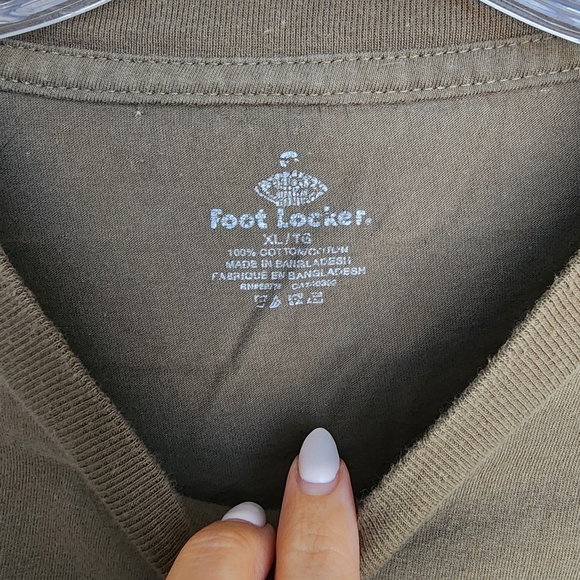 Foot Locker.
XL/TG
100% COTTON/COTON
MADE IN BANGLADESH
FABRIQUE EN BANGLADESH